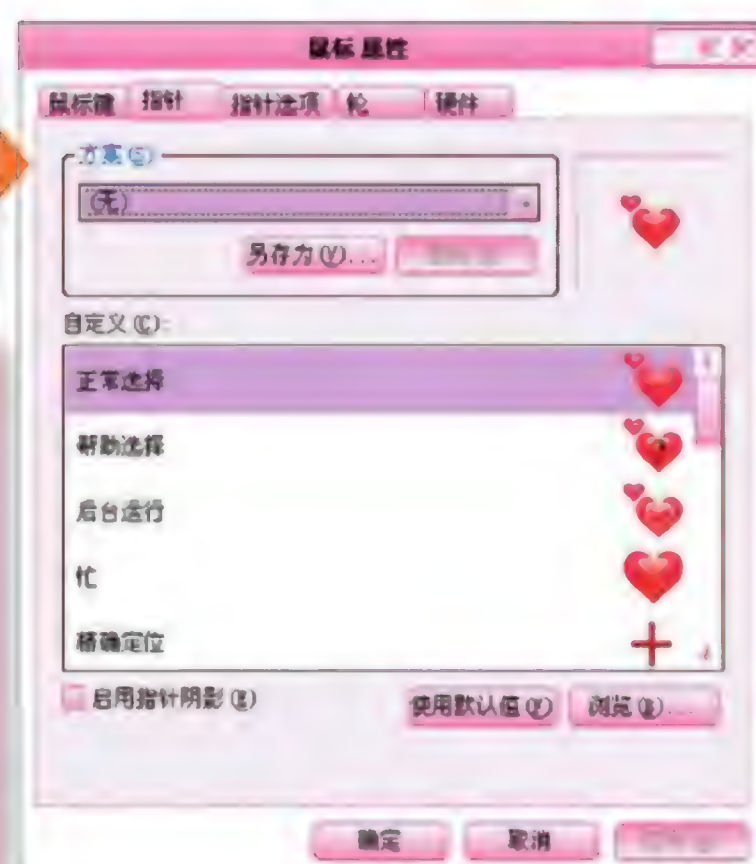 鼠标 属性
鼠标键 指针 指针选项 轮 硬件
方案(S)
(无)
另存为(V)...
自定义(C):
正常选择
帮助选择
后台运行
忙
精确定位
启用指针阴影(E)
使用默认值(F) 浏览(B)...
确定 取消